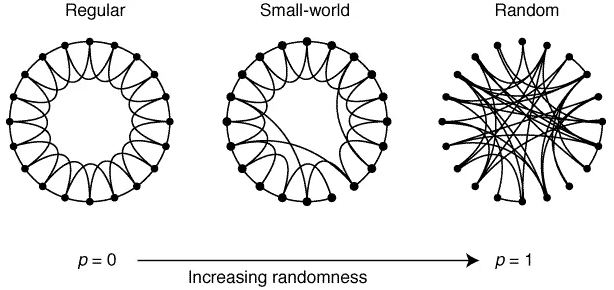 Regular
Small-world
Random
p = 0
p = 1
Increasing randomness